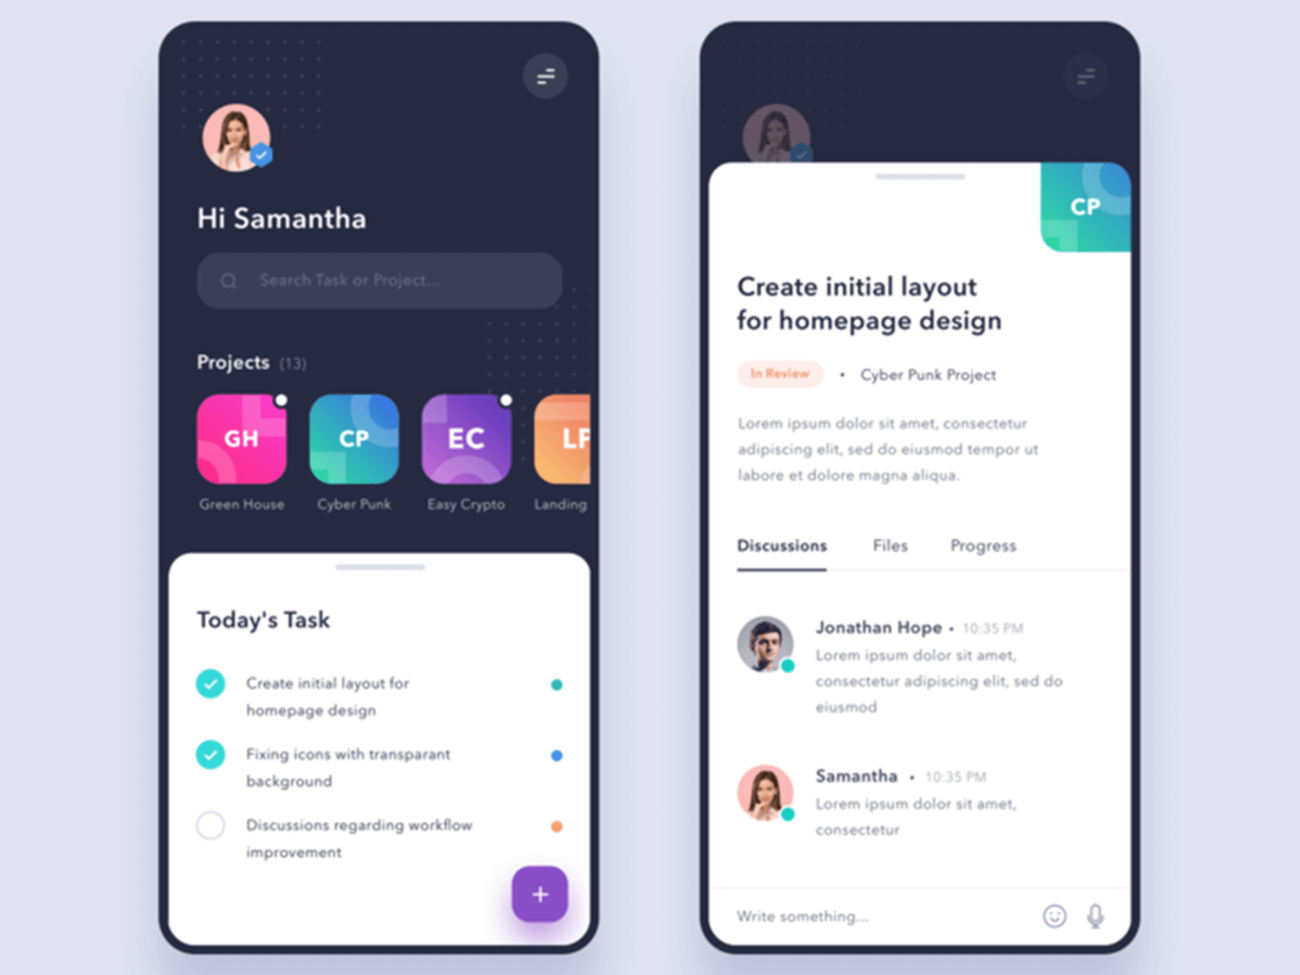 Hi Samantha
Search Task or Project...
Projects (13)
GH
CP
EC
LF
Green House
Cyber Punk
Easy Crypto
Landing
Today's Task
Create initial layout for
homepage design
Fixing icons with transparant
background
Discussions regarding workflow
improvement
+
CP
Create initial layout
for homepage design
In Review • Cyber Punk Project
Lorem ipsum dolor sit amet, consectetur
adipiscing elit, sed do eiusmod tempor ut
labore et dolore magna aliqua.
Discussions Files Progress
Jonathan Hope • 10:35 PM
Lorem ipsum dolor sit amet,
consectetur adipiscing elit, sed do
eiusmod
Samantha • 10:35 PM
Lorem ipsum dolor sit amet,
consectetur
Write something...